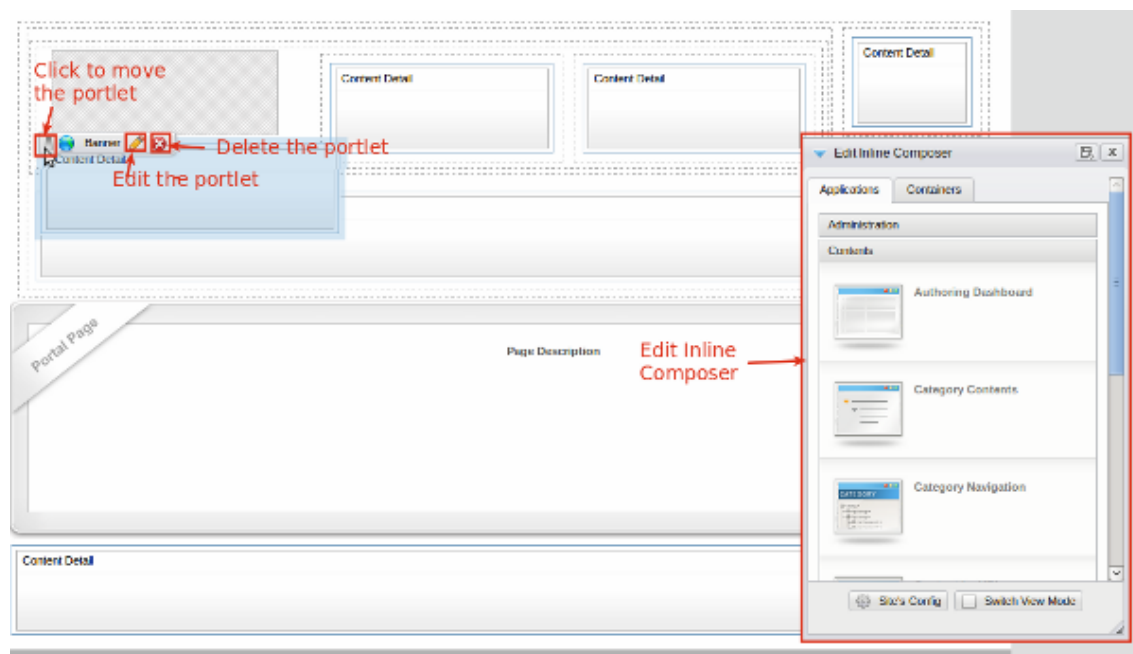 Content Detail
Click to move
the portlet
Content Detail
Content Detail
Banner
Delete the portlet
Content Detail
Edit the portlet
Edit Inline Composer
Applications
Containers
Administration
Contents
Authoring Dashboard
Portal Page
Page Description
Edit Inline
Composer
Category Contents
Category Navigation
CATEGORY
Content Detail
Site's Config
Switch View Mode